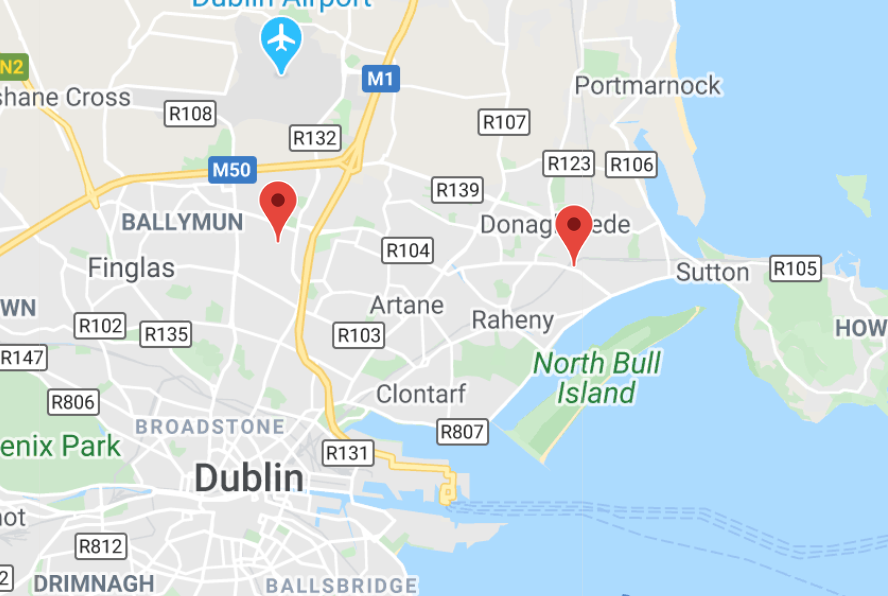 Dublin Airport
N2
M1
shane Cross
Portmarnock
R108
R107
R132
M50
R123
R106
R139
BALLYMUN
Donag ede
R104
Finglas
Sutton
R105
WN
Artane
R102
R135
R103
Raheny
HOW
R147
North Bull
Island
R806
Clontarf
BROADSTONE
R807
enix Park
R131
Dublin
not
R812
2
DRIMNAGH
BALLSBRIDGE